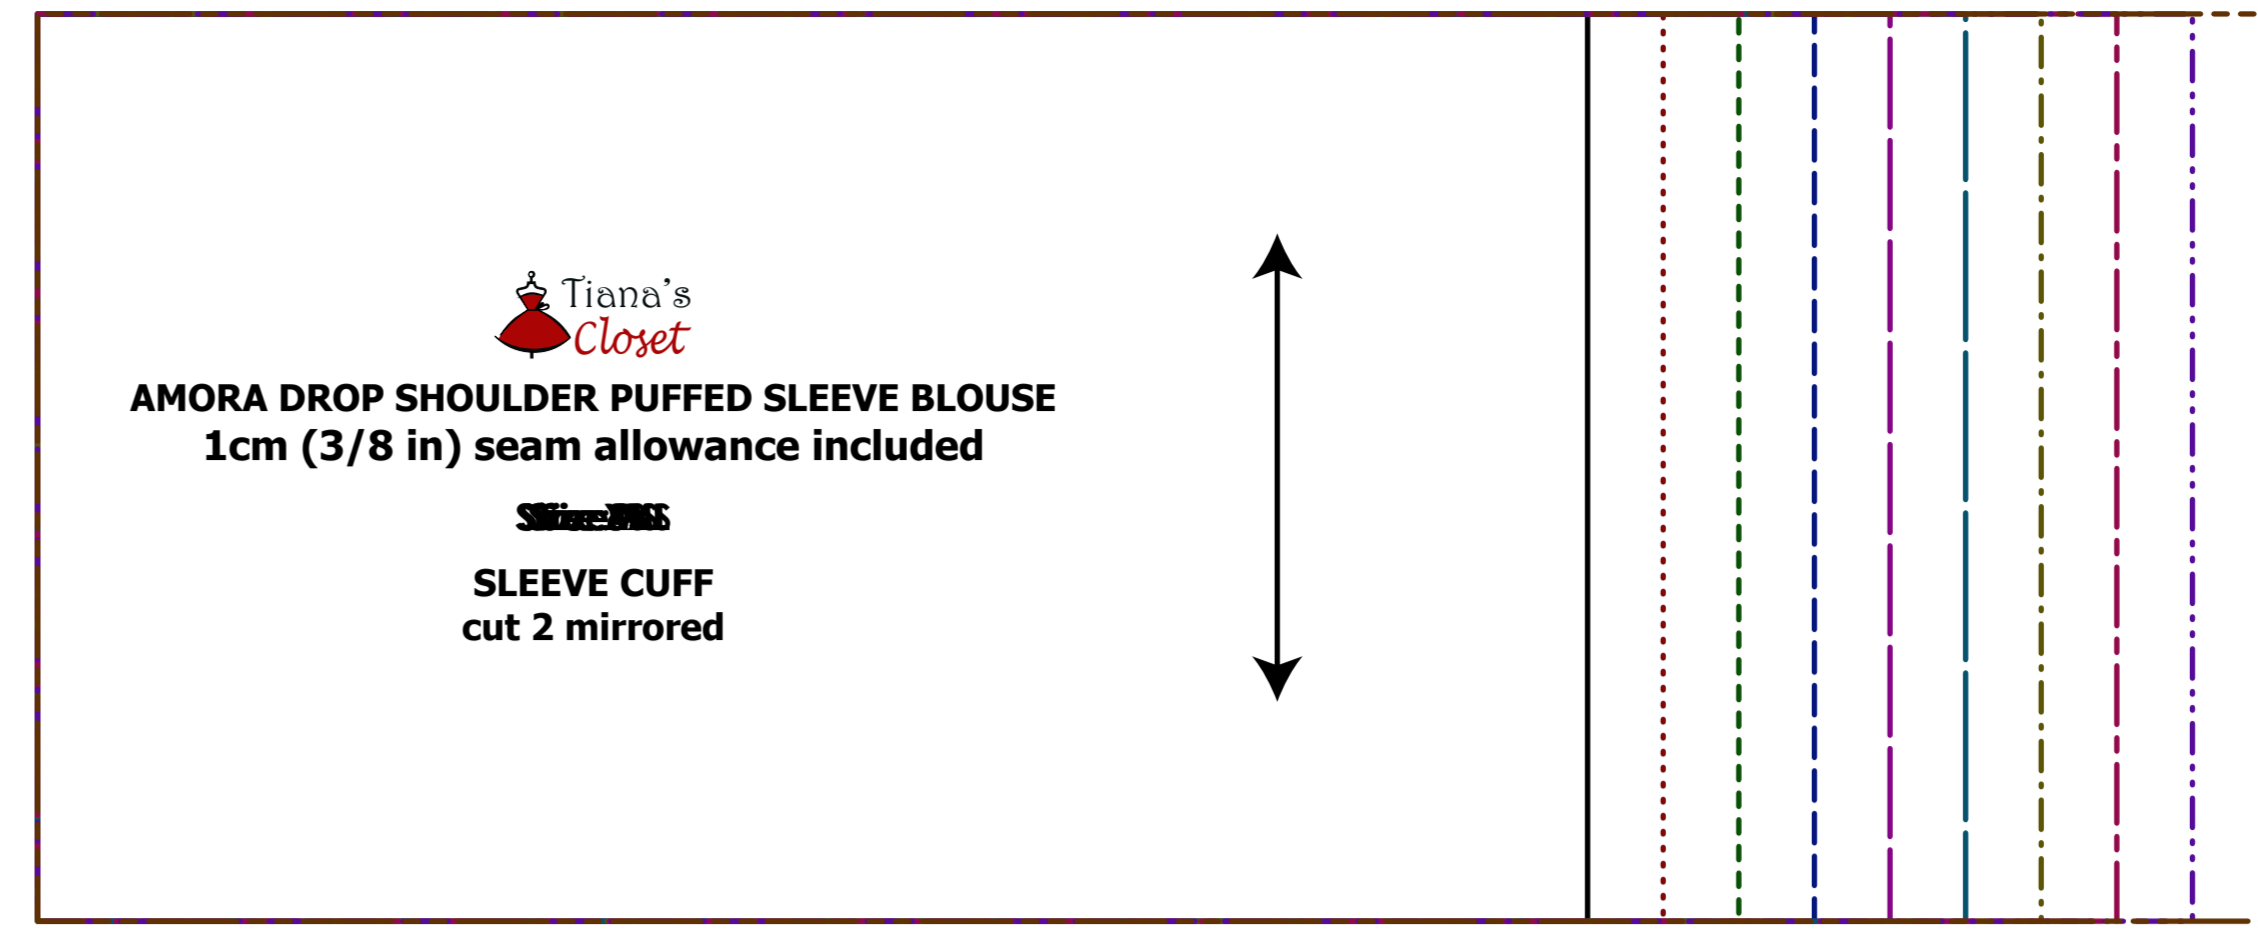 Tiana's
Closet
AMORA DROP SHOULDER PUFFED SLEEVE BLOUSE
1cm (3/8 in) seam allowance included
SLEEVE CUFF
cut 2 mirrored